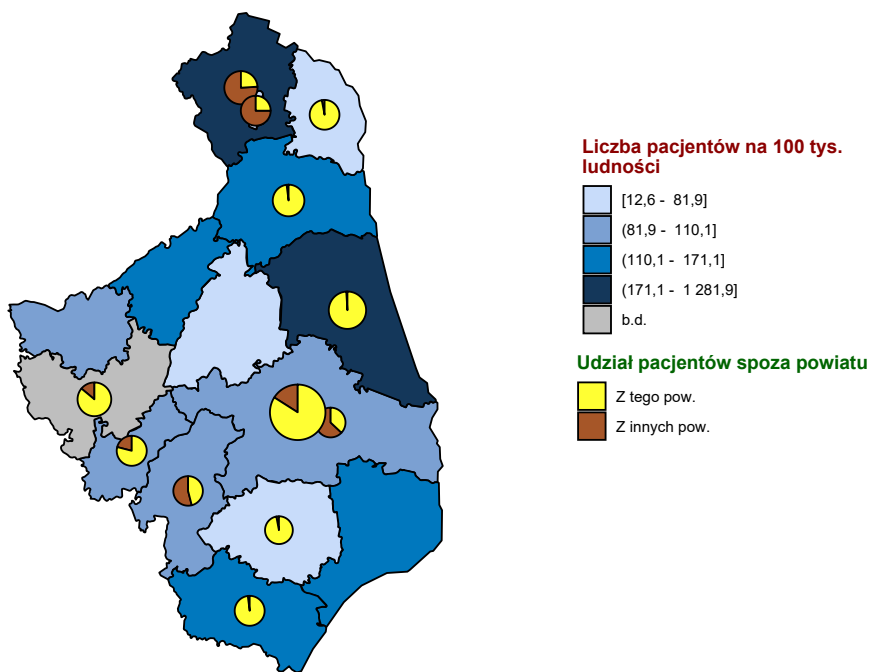 Liczba pacjentów na 100 tys.
ludności
[12,6 - 81,9]
(81,9 - 110,1]
(110,1 - 171,1]
(171,1 - 1 281,9]
b.d.
Udział pacjentów spoza powiatu
Z tego pow.
Z innych pow.